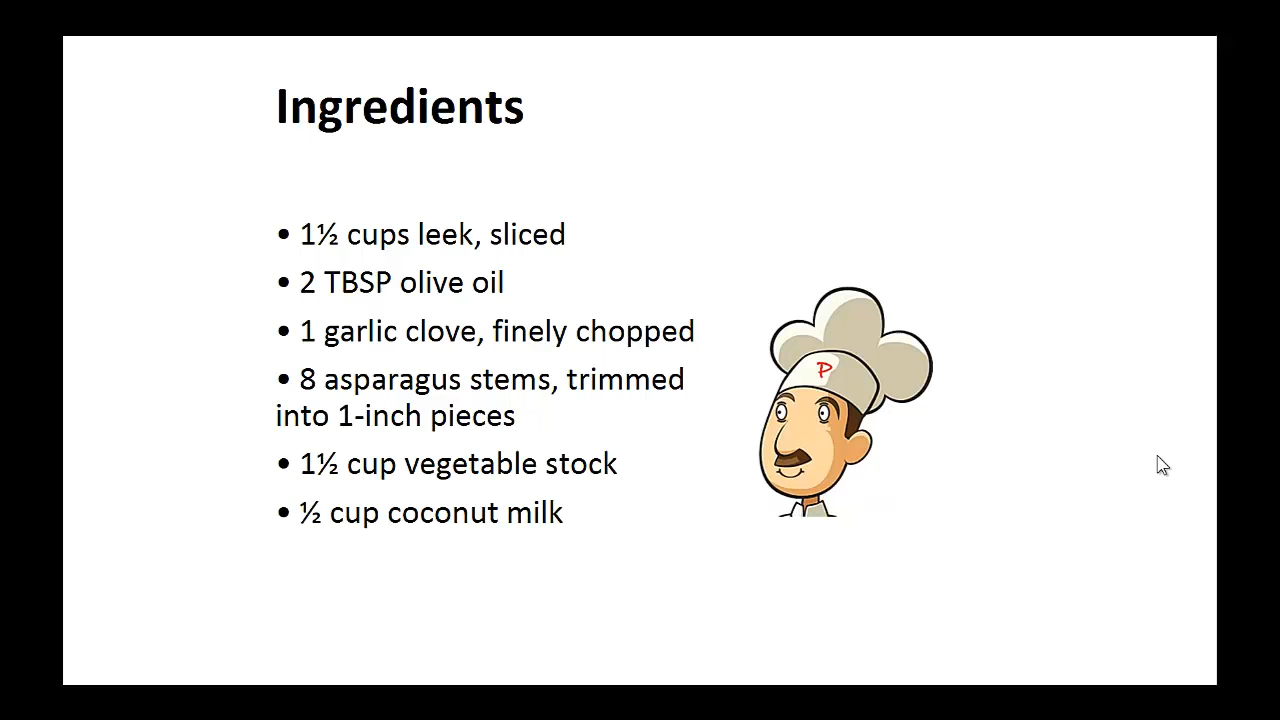 Ingredients
• 1½ cups leek, sliced
• 2 TBSP olive oil
• 1 garlic clove, finely chopped
• 8 asparagus stems, trimmed
into 1-inch pieces
• 1½ cup vegetable stock
• ½ cup coconut milk
P